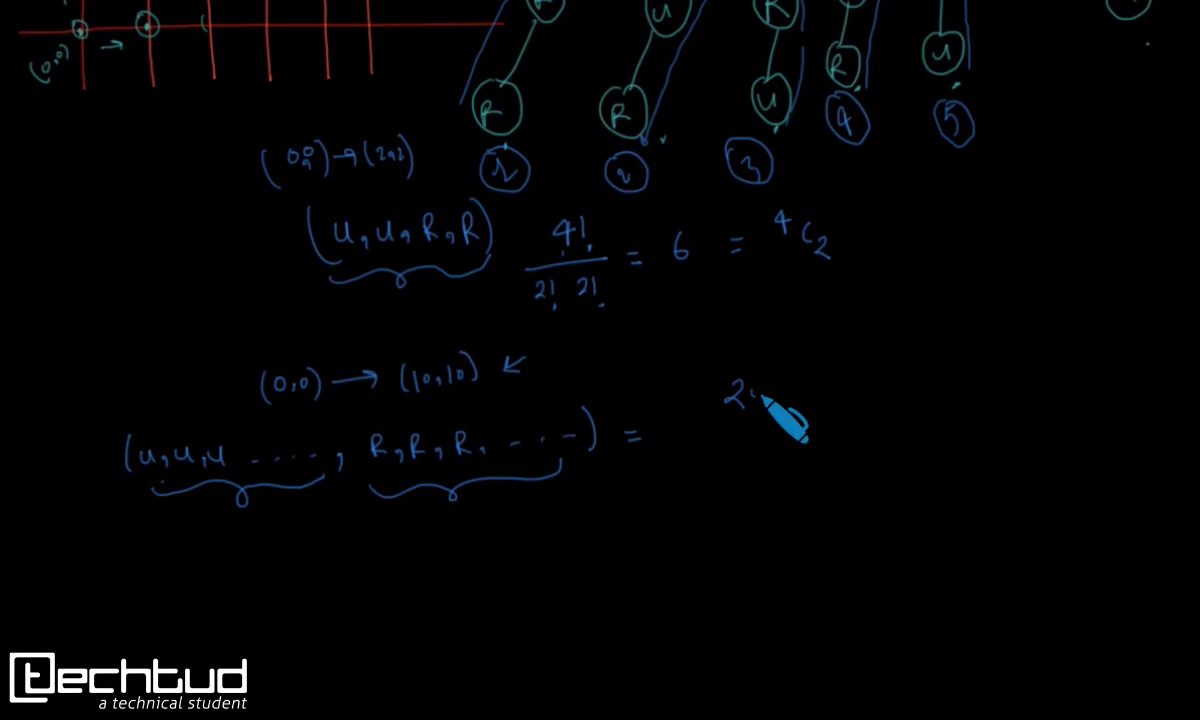 R U R
(0,0) → R R U R U
1 2 3 4 5
(0,0) → (2,2)
(U, U, R, R) 4! / 2! 2! = 6 = ⁴C₂
(0,0) → (10,10) ↙
(U, U, U ....., R, R, R, .....) = 2
techtud
a technical student